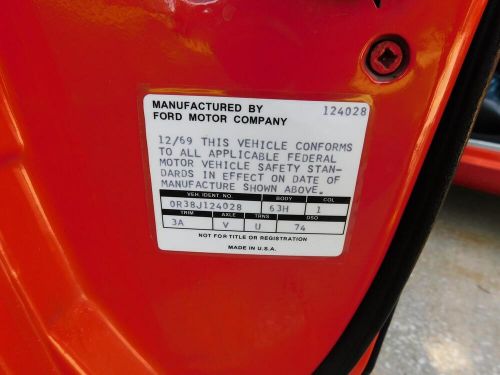 MANUFACTURED BY 124028
FORD MOTOR COMPANY
12/69 THIS VEHICLE CONFORMS
TO ALL APPLICABLE FEDERAL
MOTOR VEHICLE SAFETY STAN-
DARDS IN EFFECT ON DATE OF
MANUFACTURE SHOWN ABOVE.
VEH. IDENT. NO. BODY COL
0R38J124028 63H 1
TRIM AXLE TRNS DSO
3A V U 74
NOT FOR TITLE OR REGISTRATION
MADE IN U.S.A.